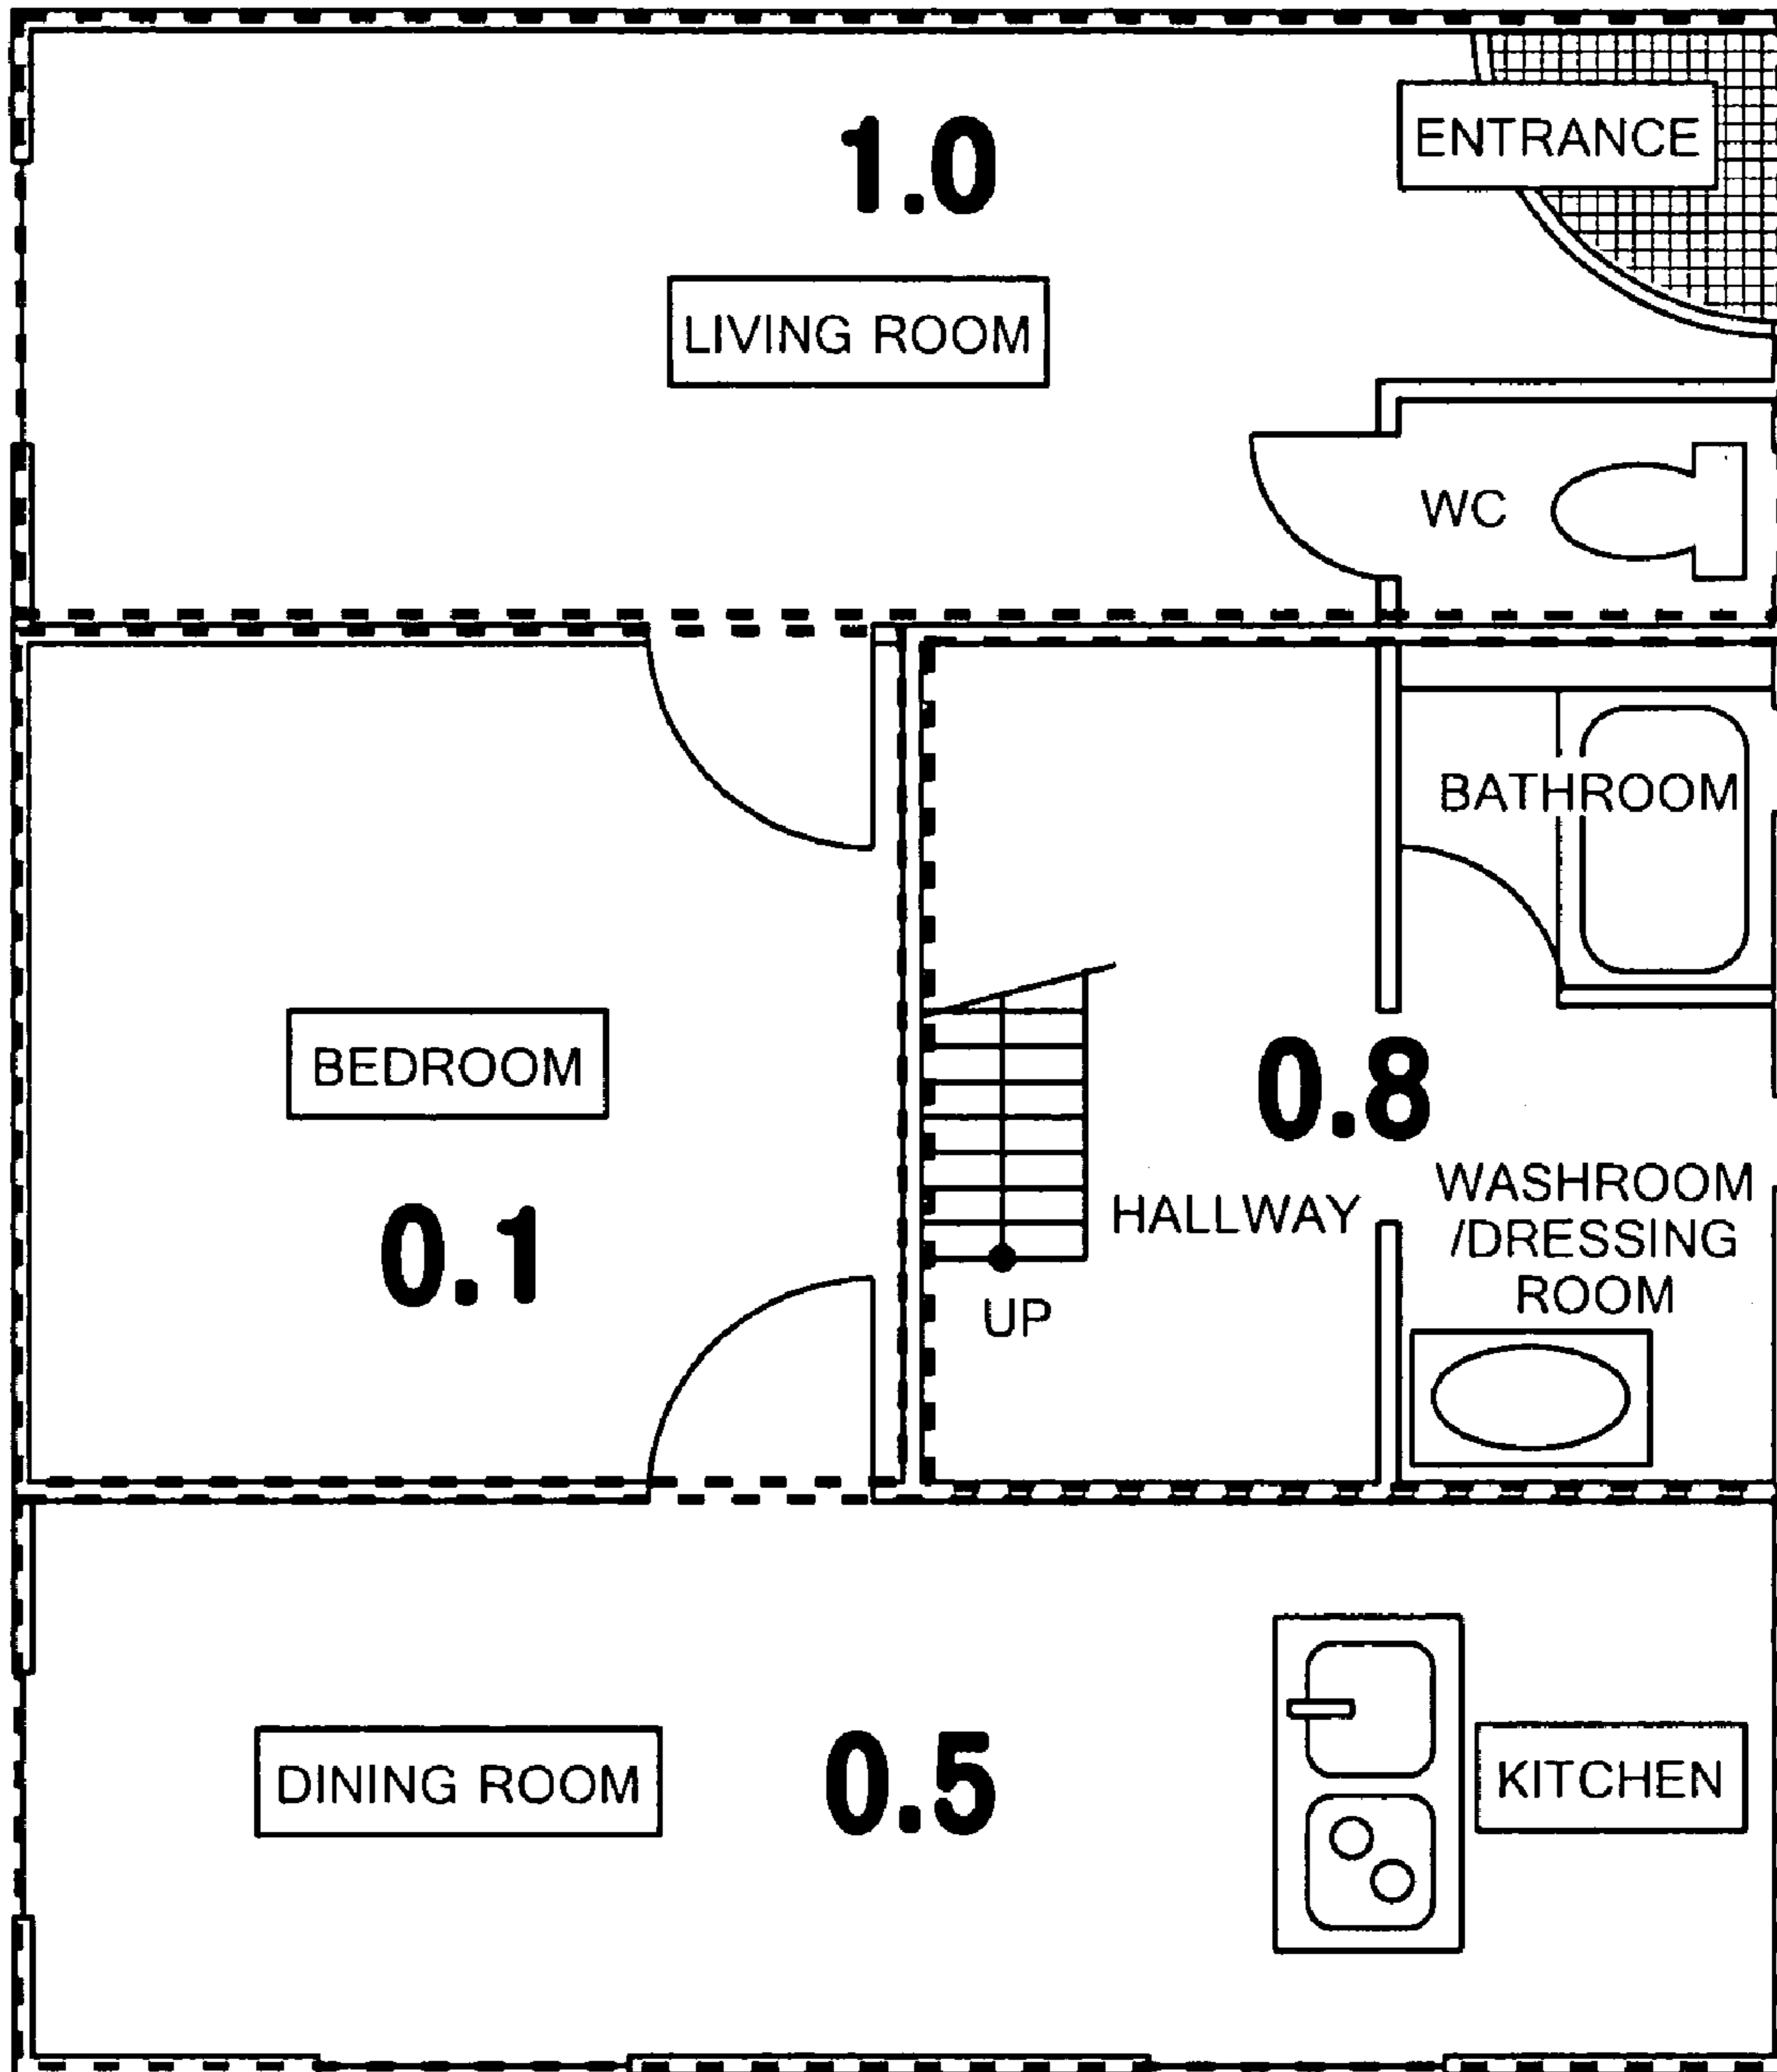 ENTRANCE
1.0
LIVING ROOM
WC
BATHROOM
BEDROOM
0.8
0.1
HALLWAY
WASHROOM
/DRESSING
ROOM
UP
DINING ROOM
0.5
KITCHEN